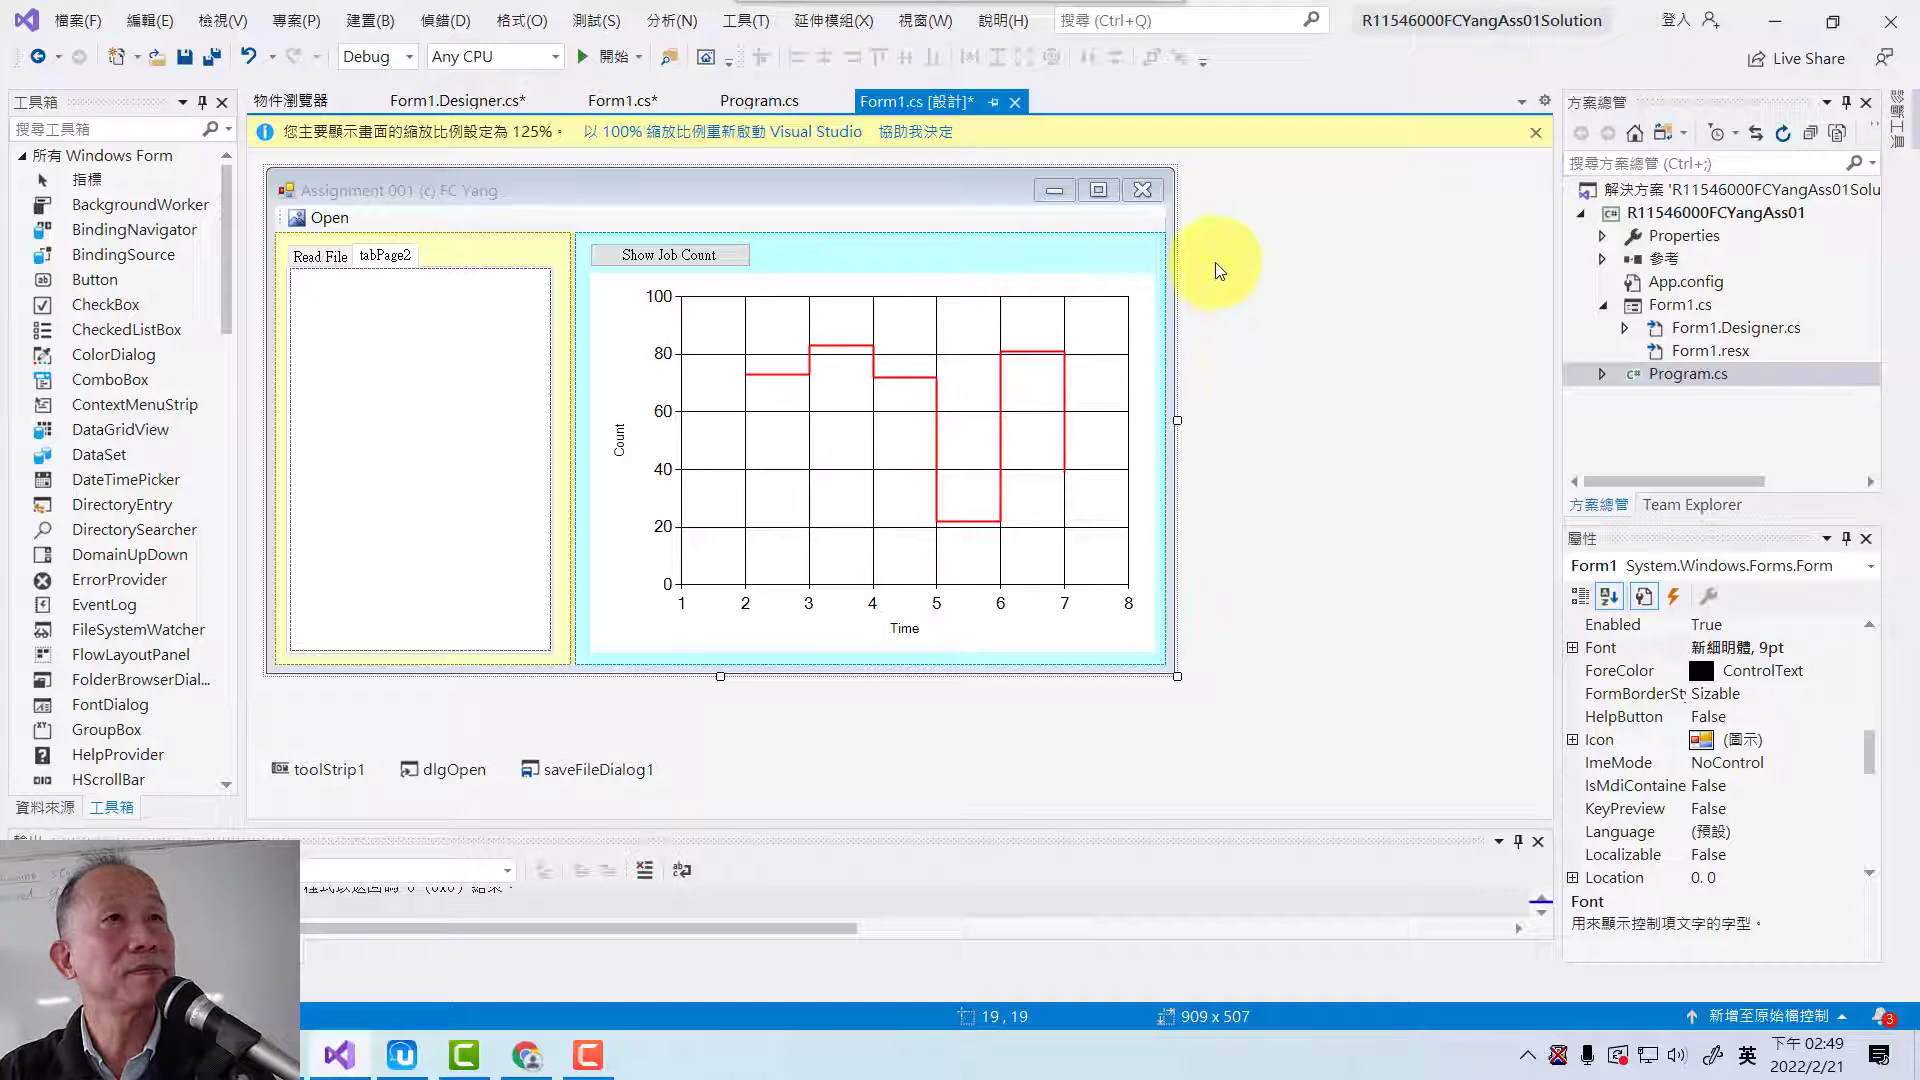 檔案(F) 編輯(E) 檢視(V) 專案(P) 建置(B) 偵錯(D) 格式(O) 測試(S) 分析(N) 工具(T) 延伸模組(X) 視窗(W) 說明(H) 搜尋 (Ctrl+Q) R11546000FCYangAss01Solution 登入
Debug Any CPU 開始 Live Share
工具箱
搜尋工具箱
所有 Windows Form
指標
BackgroundWorker
BindingNavigator
BindingSource
Button
CheckBox
CheckedListBox
ColorDialog
ComboBox
ContextMenuStrip
DataGridView
DataSet
DateTimePicker
DirectoryEntry
DirectorySearcher
DomainUpDown
ErrorProvider
EventLog
FileSystemWatcher
FlowLayoutPanel
FolderBrowserDial...
FontDialog
GroupBox
HelpProvider
HScrollBar
資料來源 工具箱
物件瀏覽器 Form1.Designer.cs* Form1.cs* Program.cs Form1.cs [設計]*
您主要顯示畫面的縮放比例設定為 125%。 以 100% 縮放比例重新啟動 Visual Studio 協助我決定
Assignment 001 (c) FC Yang
Open
Read File tabPage2
Show Job Count
100
80
60
40
20
0
Count
1 2 3 4 5 6 7 8
Time
toolStrip1 dlgOpen saveFileDialog1
方案總管
搜尋方案總管 (Ctrl+;)
解決方案 'R11546000FCYangAss01Solu
R11546000FCYangAss01
Properties
參考
App.config
Form1.cs
Form1.Designer.cs
Form1.resx
Program.cs
方案總管 Team Explorer
診斷工具
屬性
Form1 System.Windows.Forms.Form
Enabled True
Font 新細明體, 9pt
ForeColor ControlText
FormBorderSt Sizable
HelpButton False
Icon (圖示)
ImeMode NoControl
IsMdiContaine False
KeyPreview False
Language (預設)
Localizable False
Location 0, 0
Font
用來顯示控制項文字的字型。
19 , 19 909 x 507 新增至原始檔控制 3
英 下午 02:49
2022/2/21